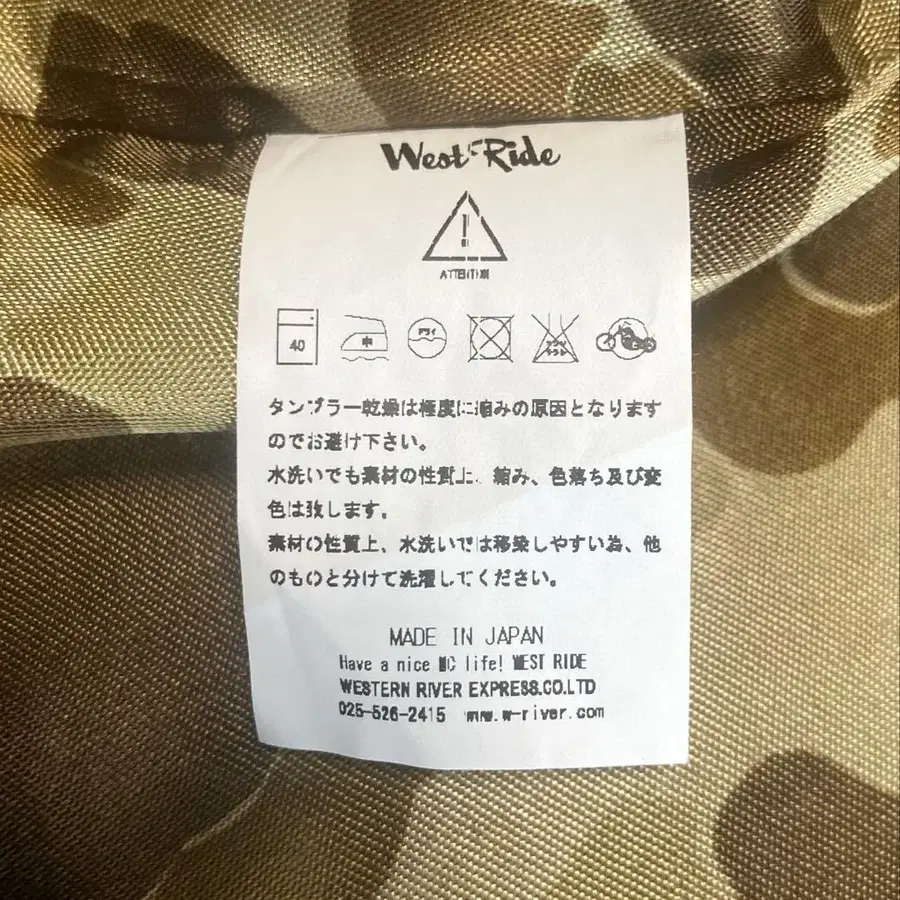 West Ride
ATTENTION
40 中 ドライ エンソ サラシ
タンブラー乾燥は極度に縮みの原因となります
のでお避け下さい。
水洗いでも素材の性質上、縮み、色落ち及び変
色は致します。
素材の性質上、水洗いでは移染しやすい為、他
のものと分けて洗濯してください。
MADE IN JAPAN
Have a nice MC life! WEST RIDE
WESTERN RIVER EXPRESS.CO.LTD
025-526-2415 www.w-river.com